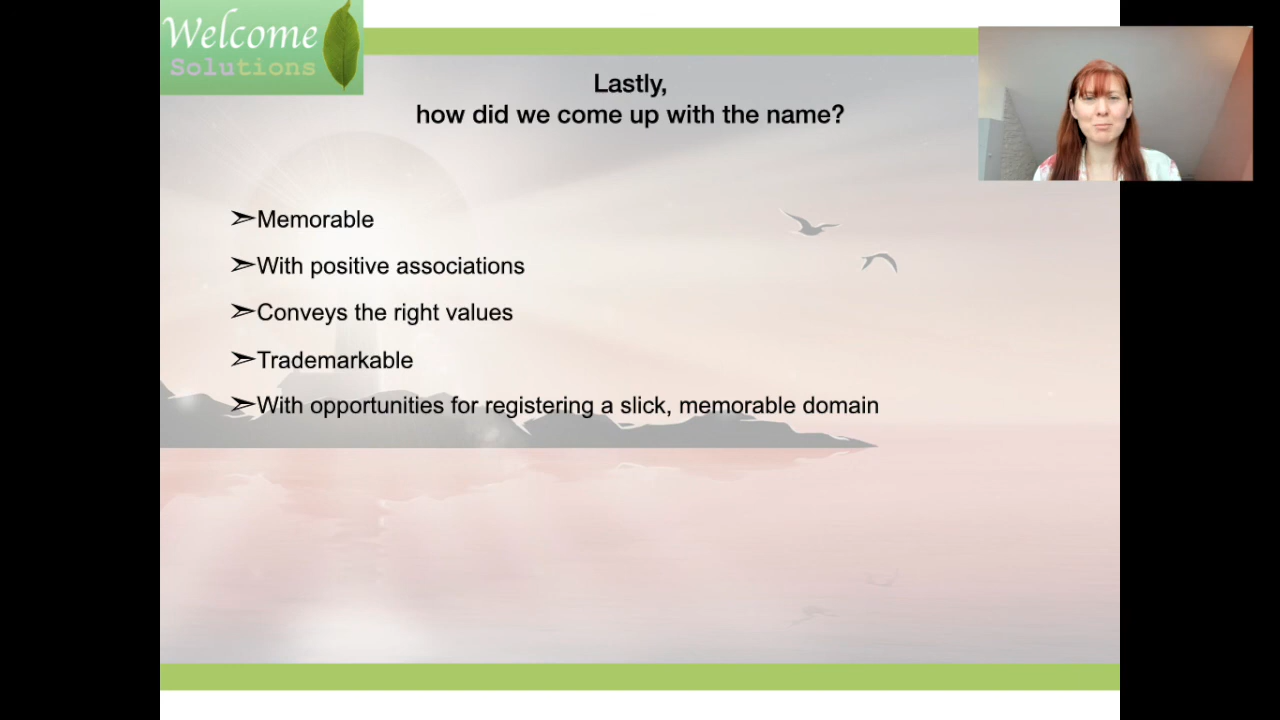 Welcome
Solutions
Lastly,
how did we come up with the name?
➣Memorable
➣With positive associations
➣Conveys the right values
➣Trademarkable
➣With opportunities for registering a slick, memorable domain